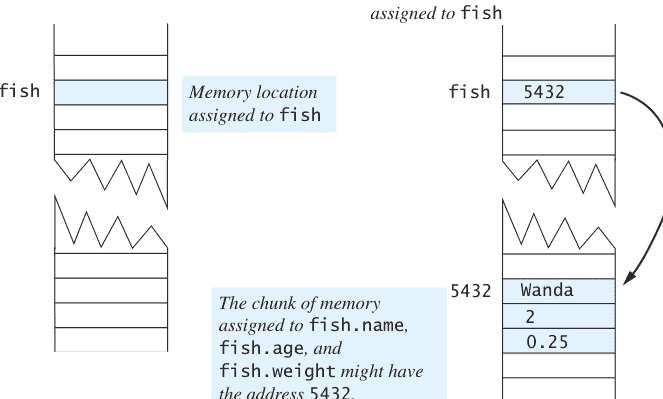 assigned to fish
fish
Memory location
assigned to fish
fish
5432
5432
Wanda
2
0.25
The chunk of memory
assigned to fish.name,
fish.age, and
fish.weight might have
the address 5432.